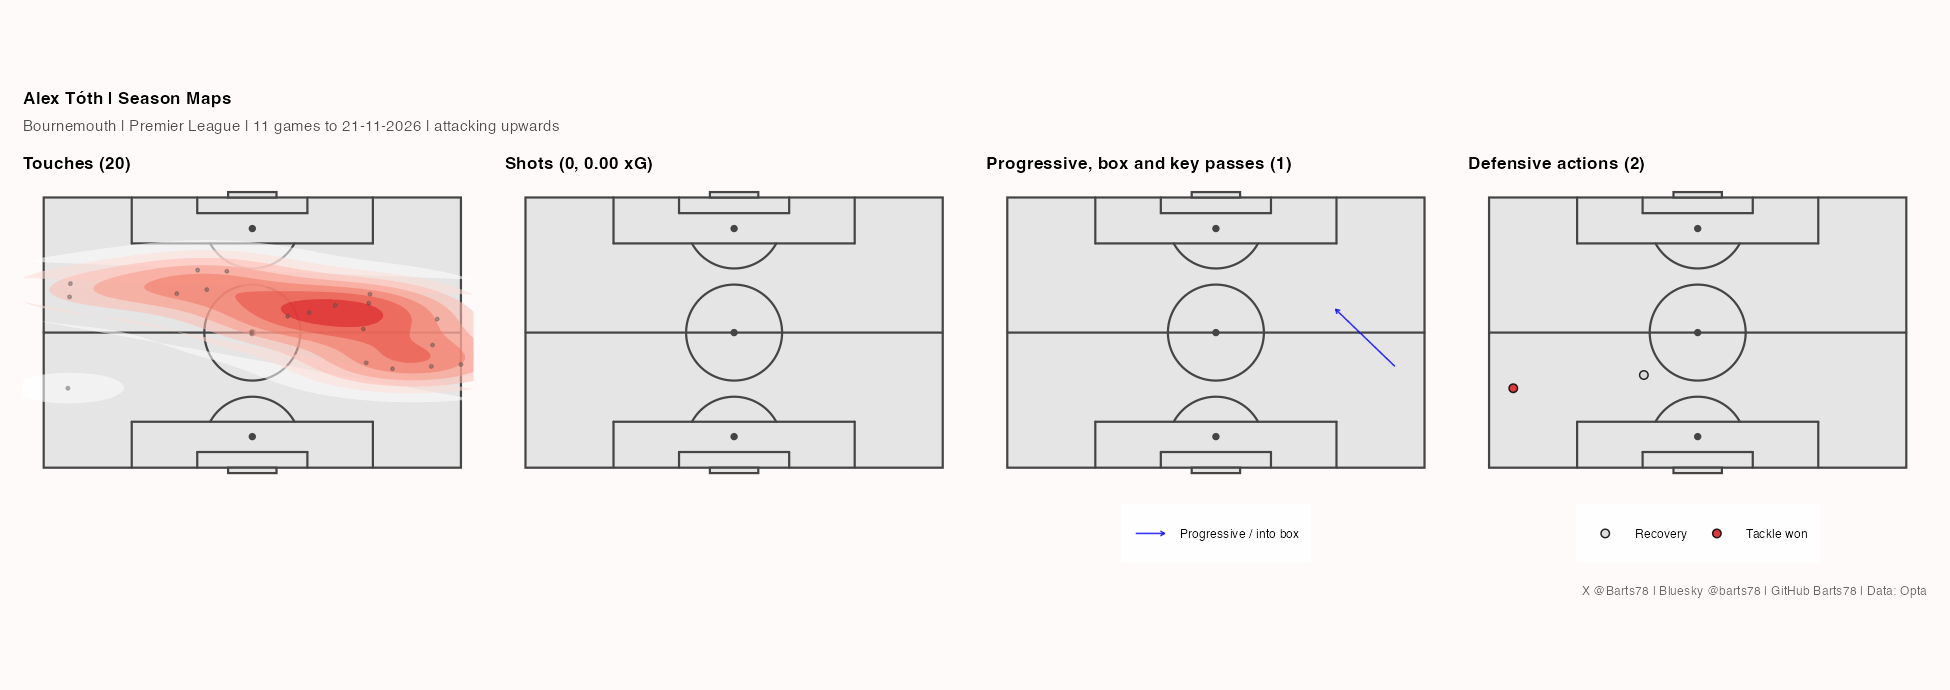 Alex Tóth | Season Maps
Bournemouth | Premier League | 11 games to 21-11-2026 | attacking upwards
Touches (20)
Shots (0, 0.00 xG)
Progressive, box and key passes (1)
Defensive actions (2)
Progressive / into box
Recovery
Tackle won
X @Barts78 | Bluesky @barts78 | GitHub Barts78 | Data: Opta